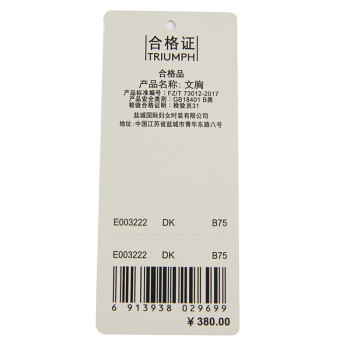 合格证
TRIUMPH
合格品
产品名称: 文胸
产品标准编号: FZ/T 73012-2017
产品安全类别: GB18401 B类
检验合格证明: 检验员31
盐城国际妇女时装有限公司
地址: 中国江苏省盐城市青年东路八号
E003222 DK B75
E003222 DK B75
6 913938 029699
¥ 380.00